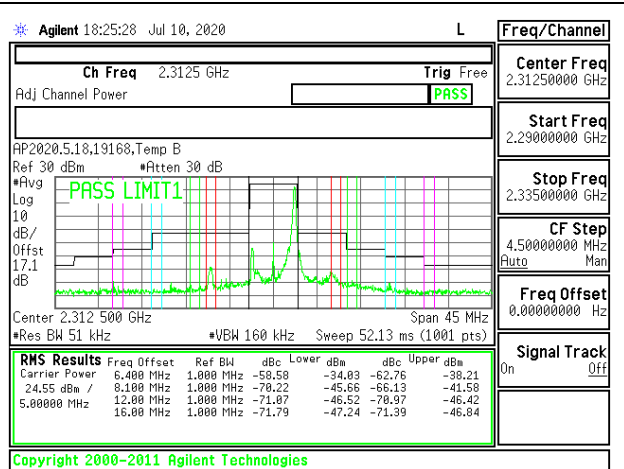 Agilent 18:25:28 Jul 10, 2020 L Freq/Channel
Ch Freq 2.3125 GHz Trig Free
Adj Channel Power PASS
Center Freq
2.31250000 GHz
Start Freq
2.29000000 GHz
AP2020.5.18,19168,Temp B
Ref 30 dBm #Atten 30 dB
#Avg
Log
10
dB/
Offst
17.1
dB
PASS LIMIT1
Stop Freq
2.33500000 GHz
CF Step
4.50000000 MHz
Auto Man
Freq Offset
0.00000000 Hz
Center 2.312 500 GHz Span 45 MHz
#Res BW 51 kHz #VBW 160 kHz Sweep 52.13 ms (1001 pts)
Signal Track
On Off
RMS Results Freq Offset Ref BW dBc Lower dBm dBc Upper dBm
Carrier Power 6.400 MHz 1.000 MHz -58.58 -34.03 -62.76 -38.21
24.55 dBm / 8.100 MHz 1.000 MHz -70.22 -45.66 -66.13 -41.58
5.00000 MHz 12.00 MHz 1.000 MHz -71.07 -46.52 -70.97 -46.42
16.00 MHz 1.000 MHz -71.79 -47.24 -71.39 -46.84
Copyright 2000-2011 Agilent Technologies